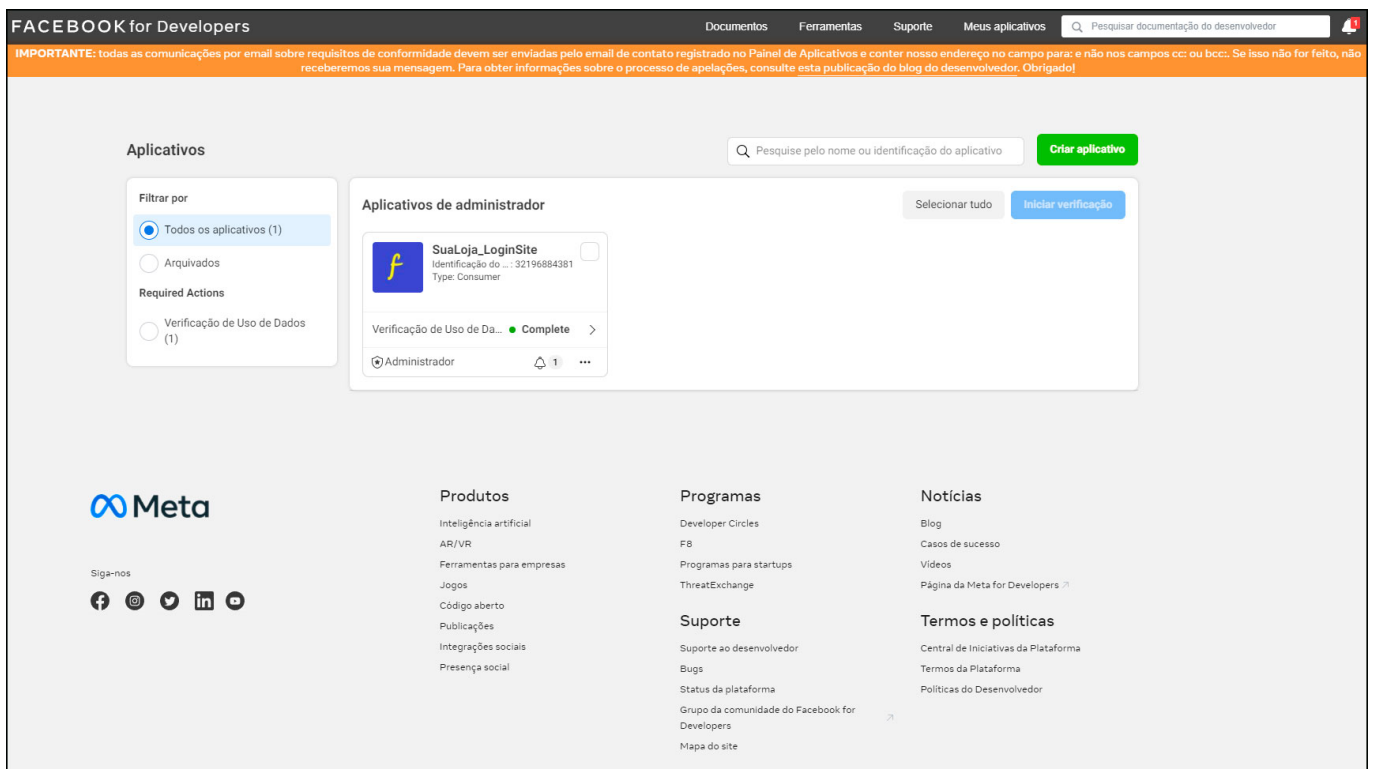 FACEBOOK for Developers
Documentos
Ferramentas
Suporte
Meus aplicativos
Pesquisar documentação do desenvolvedor
1
IMPORTANTE: todas as comunicações por email sobre requisitos de conformidade devem ser enviadas pelo email de contato registrado no Painel de Aplicativos e conter nosso endereço no campo para: e não nos campos cc: ou bcc:. Se isso não for feito, não
receberemos sua mensagem. Para obter informações sobre o processo de apelações, consulte esta publicação do blog do desenvolvedor. Obrigado!
Aplicativos
Pesquise pelo nome ou identificação do aplicativo
Criar aplicativo
Filtrar por
Todos os aplicativos (1)
Arquivados
Required Actions
Verificação de Uso de Dados
(1)
Aplicativos de administrador
Selecionar tudo
Iniciar verificação
f
SuaLoja_LoginSite
Identificação do ...: 32196884381
Type: Consumer
Verificação de Uso de Da... Complete
Administrador
1
Meta
Siga-nos
Produtos
Inteligência artificial
AR/VR
Ferramentas para empresas
Jogos
Código aberto
Publicações
Integrações sociais
Presença social
Programas
Developer Circles
F8
Programas para startups
ThreatExchange
Suporte
Suporte ao desenvolvedor
Bugs
Status da plataforma
Grupo da comunidade do Facebook for
Developers
Mapa do site
Notícias
Blog
Casos de sucesso
Vídeos
Página da Meta for Developers
Termos e políticas
Central de Iniciativas da Plataforma
Termos da Plataforma
Políticas do Desenvolvedor